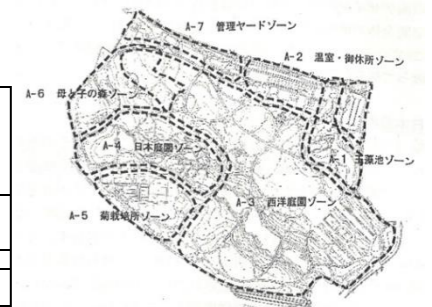 A-7 管理ヤードゾーン
A-2 温室・御休所ゾーン
A-6 母と子の森ゾーン
A-4 日本庭園ゾーン
A-1 玉藻池ゾーン
A-5 菊栽培所ゾーン
A-3 西洋庭園ゾーン